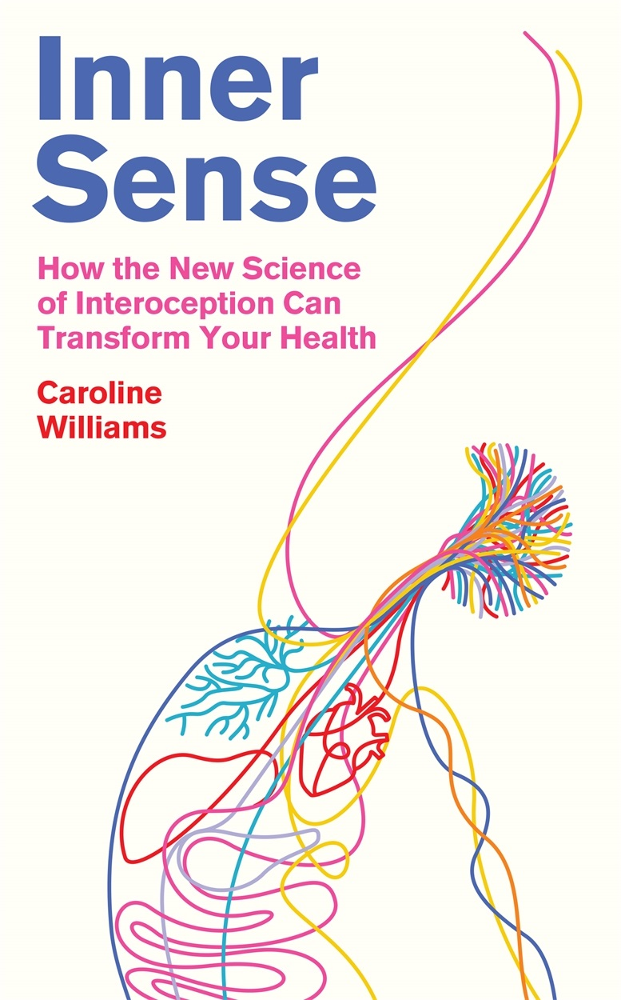 Inner
Sense
How the New Science
of Interoception Can
Transform Your Health
Caroline
Williams